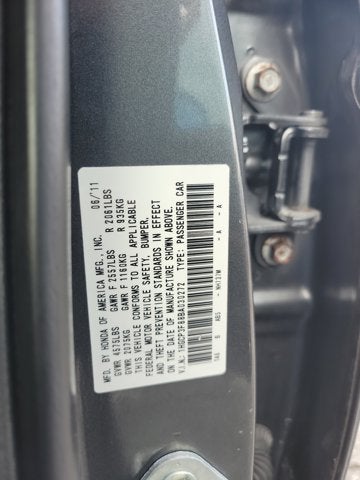 MFD. BY HONDA OF AMERICA MFG.,INC. 06/11
GVWR 4575LBS GAWR F 2557LBS R 2061LBS
GVWR 2075KG GAWR F 1160KG R 935KG
THIS VEHICLE CONFORMS TO ALL APPLICABLE
FEDERAL MOTOR VEHICLE SAFETY, BUMPER,
AND THEFT PREVENTION STANDARDS IN EFFECT
ON THE DATE OF MANUFACTURE SHOWN ABOVE.
V.I.N.: TYPE: PASSENGER CAR
A - A